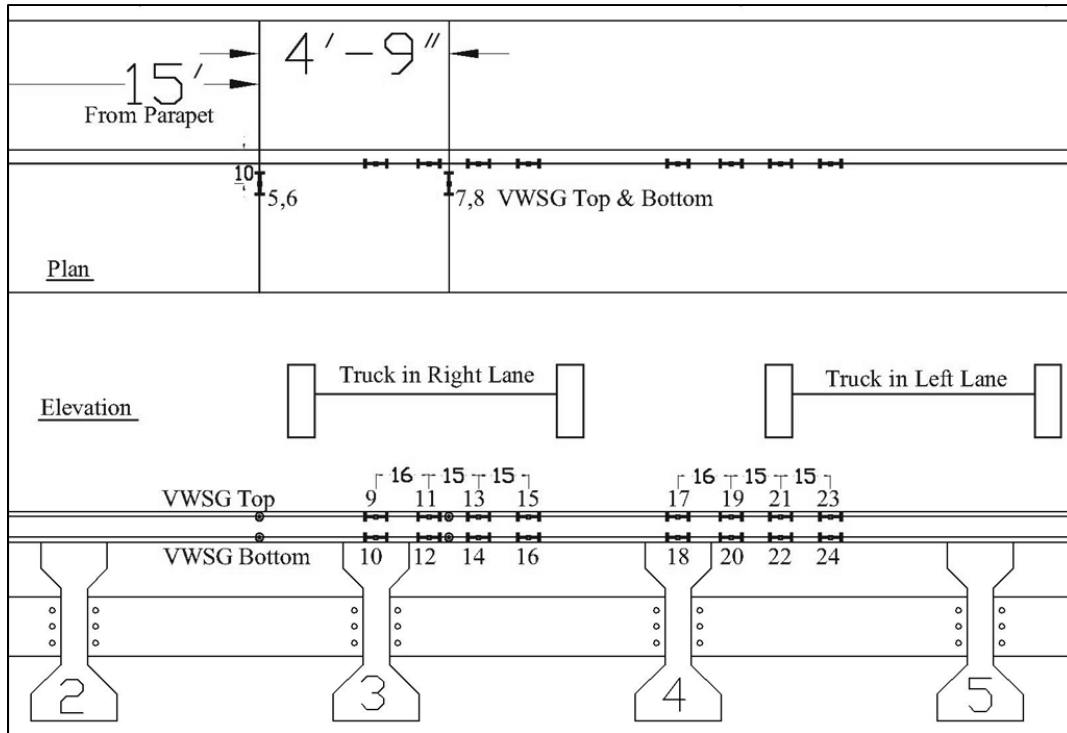 4'-9"
15'
From Parapet
10
5,6
7,8 VWSG Top & Bottom
Plan
Truck in Right Lane
Truck in Left Lane
Elevation
16 15 15
16 15 15
VWSG Top
9 11 13 15
17 19 21 23
VWSG Bottom
10 12 14 16
18 20 22 24
2 3 4 5